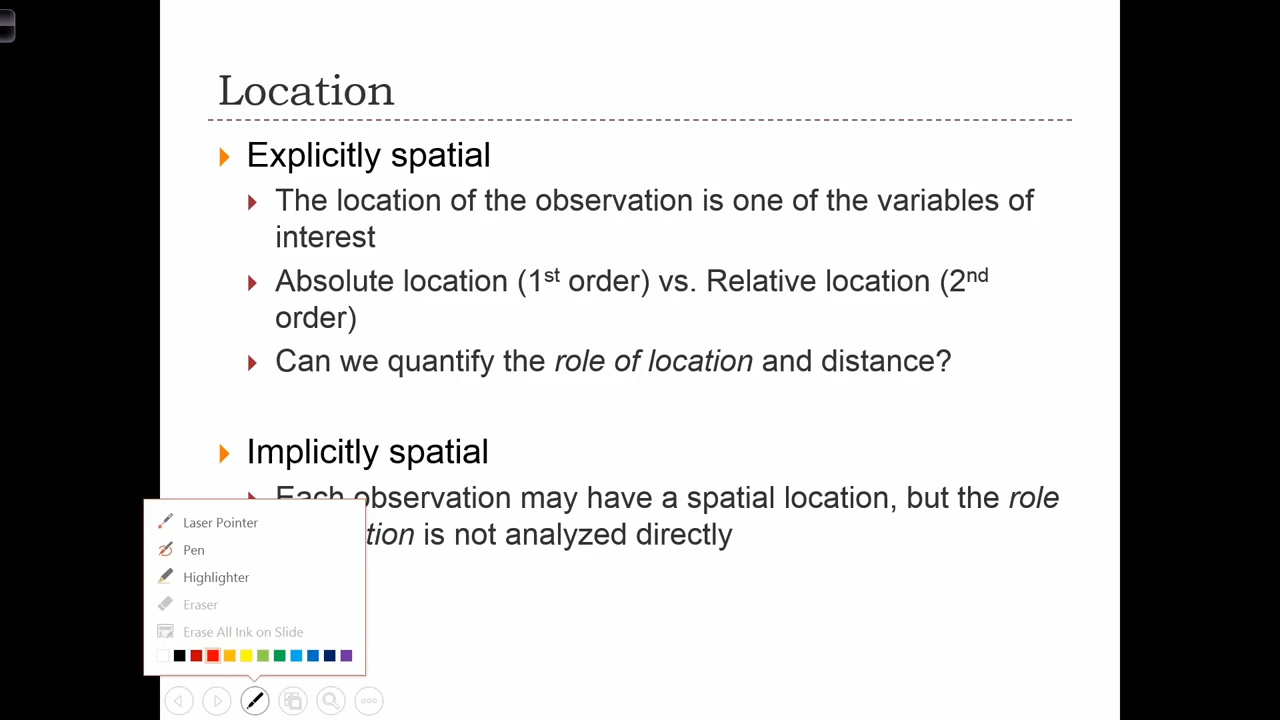 Location
Explicitly spatial
The location of the observation is one of the variables of
interest
Absolute location (1st order) vs. Relative location (2nd
order)
Can we quantify the role of location and distance?
Implicitly spatial
Each observation may have a spatial location, but the role
tion is not analyzed directly
Laser Pointer
Pen
Highlighter
Eraser
Erase All Ink on Slide